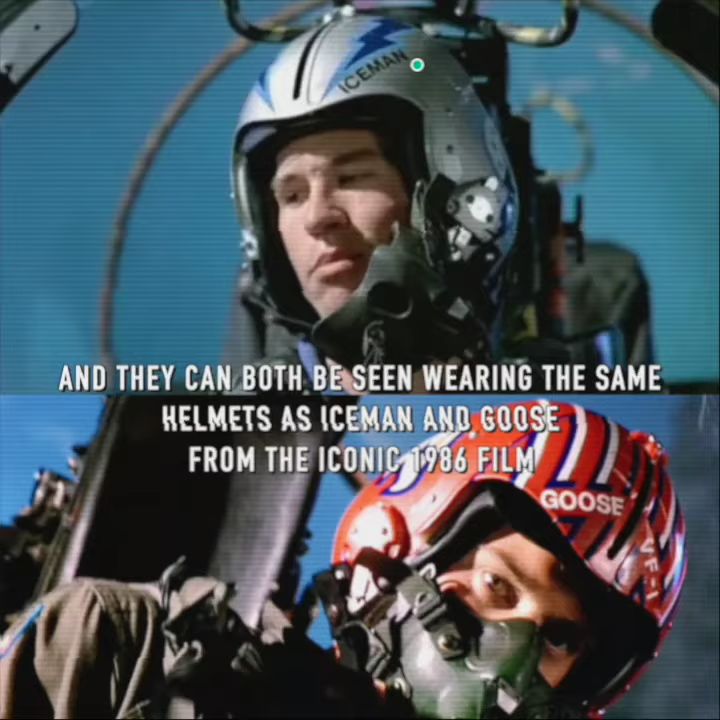 ICEMAN
AND THEY CAN BOTH BE SEEN WEARING THE SAME
HELMETS AS ICEMAN AND GOOSE
FROM THE ICONIC 1986 FILM
GOOSE
VF-1